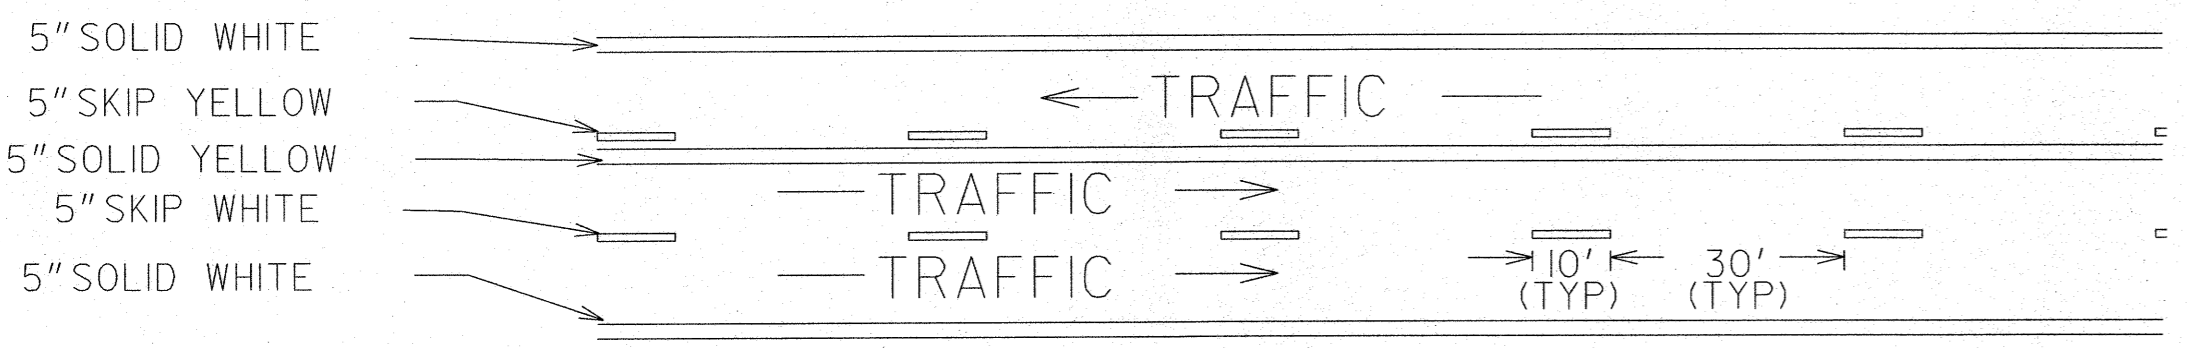 5" SOLID WHITE
5" SKIP YELLOW
TRAFFIC
5" SOLID YELLOW
TRAFFIC
5" SKIP WHITE
5" SOLID WHITE
TRAFFIC
10'
(TYP)
30'
(TYP)